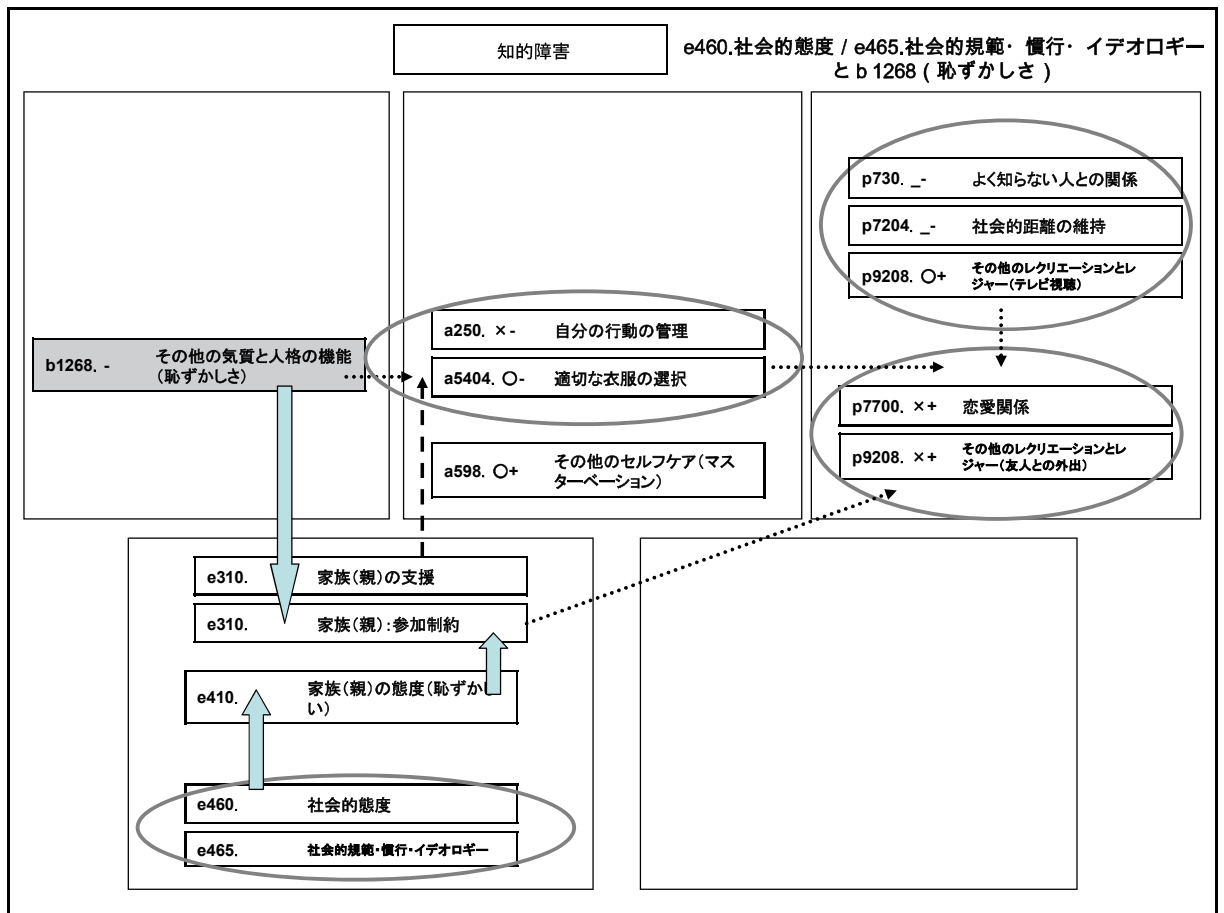 知的障害
e460.社会的態度 / e465.社会的規範・ 慣行・ イデオロギー
と b 1268 ( 恥ずかしさ )
b1268. - その他の気質と人格の機能
(恥ずかしさ)
a250. ×- 自分の行動の管理
a5404. ○- 適切な衣服の選択
a598. ○+ その他のセルフケア(マス
ターベーション)
p730. _- よく知らない人との関係
p7204. _- 社会的距離の維持
p9208. ○+ その他のレクリエーションとレ
ジャー(テレビ視聴)
p7700. ×+ 恋愛関係
p9208. ×+ その他のレクリエーションとレ
ジャー(友人との外出)
e310. 家族(親)の支援
e310. 家族(親):参加制約
e410. 家族(親)の態度(恥ずかし
い)
e460. 社会的態度
e465. 社会的規範・慣行・イデオロギー